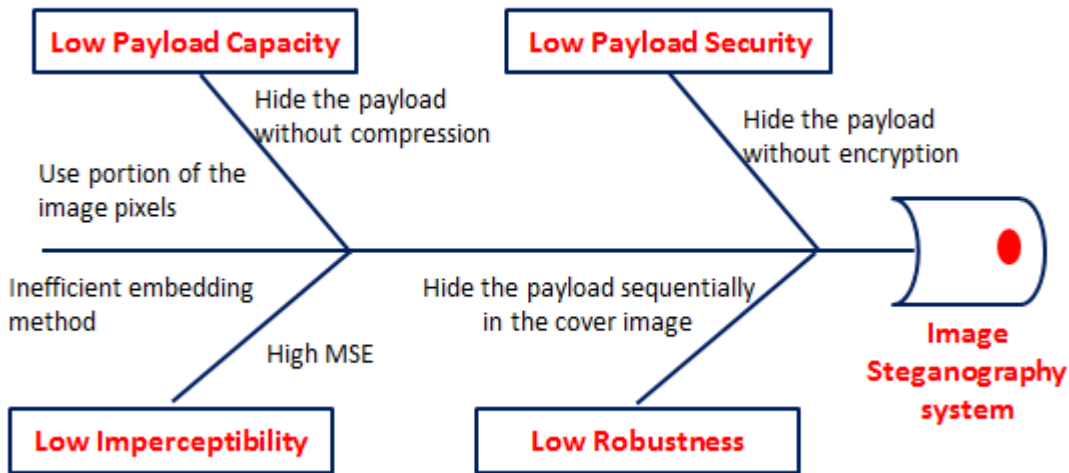 Low Payload Capacity
Low Payload Security
Hide the payload
without compression
Hide the payload
without encryption
Use portion of the
image pixels
Inefficient embedding
method
Hide the payload sequentially
in the cover image
High MSE
Image
Steganography
system
Low Imperceptibility
Low Robustness